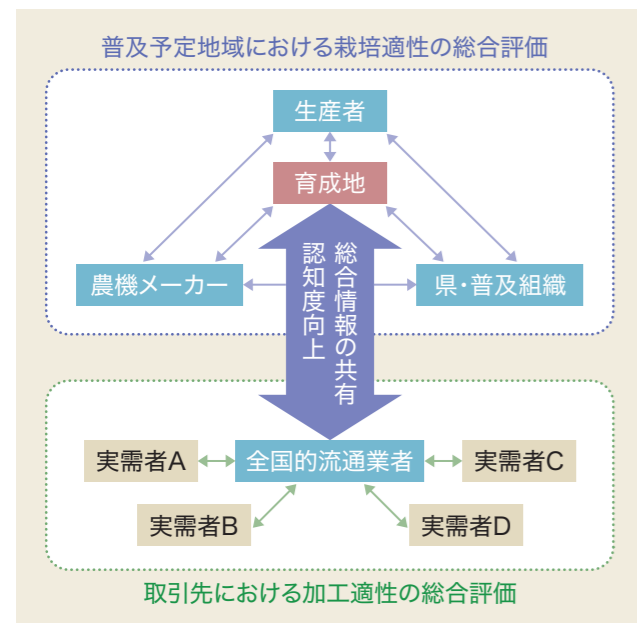 普及予定地域における栽培適性の総合評価
生産者
育成地
農機メーカー
県・普及組織
総合情報の共有
認知度向上
実需者A
全国的流通業者
実需者C
実需者B
実需者D
取引先における加工適性の総合評価